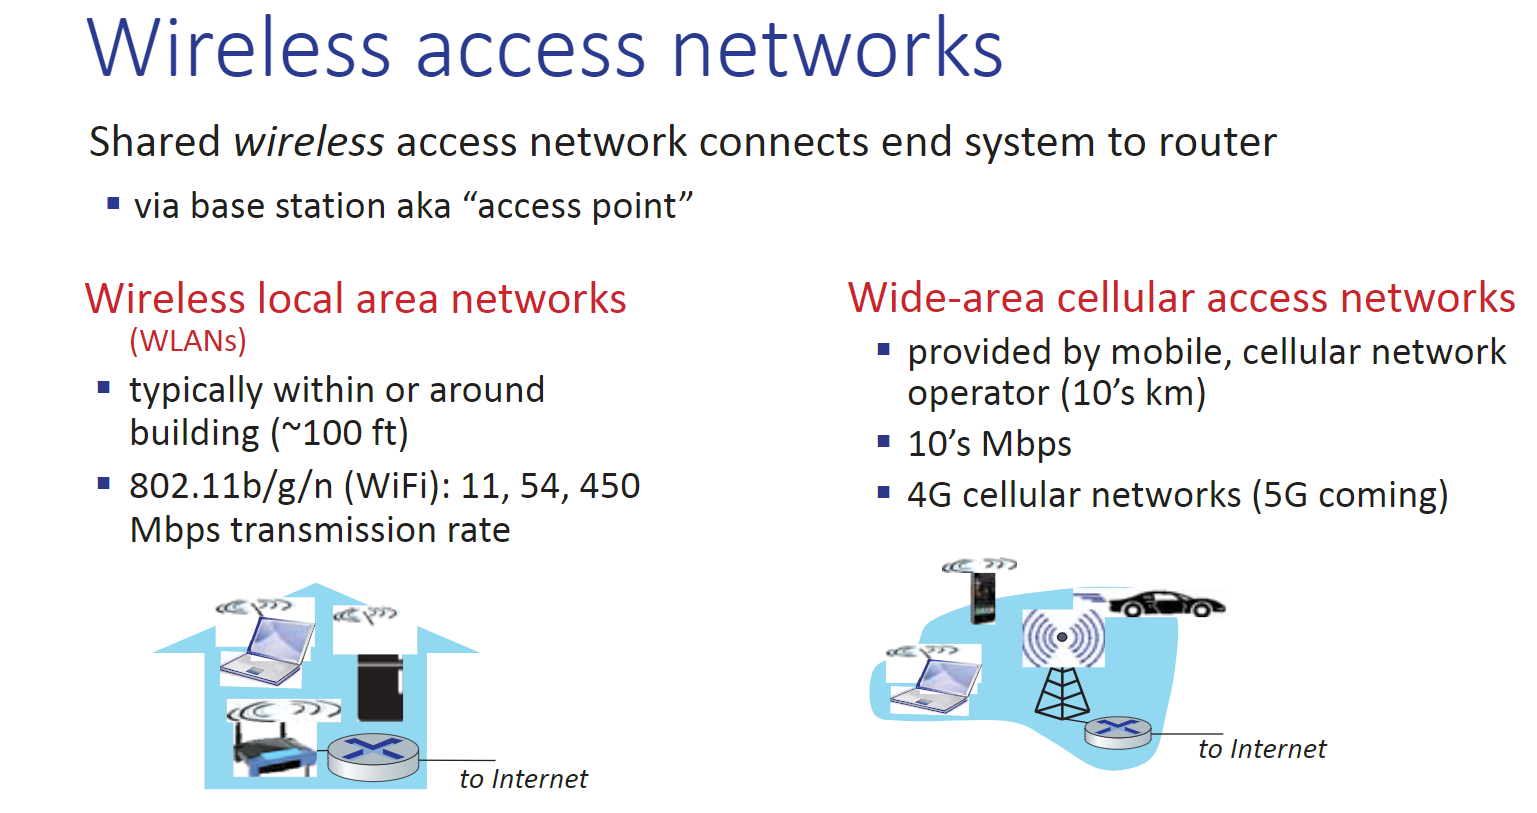 Wireless access networks
Shared wireless access network connects end system to router
▪ via base station aka “access point”
Wireless local area networks
(WLANs)
▪ typically within or around
building (~100 ft)
▪ 802.11b/g/n (WiFi): 11, 54, 450
Mbps transmission rate
to Internet
Wide-area cellular access networks
▪ provided by mobile, cellular network
operator (10’s km)
▪ 10’s Mbps
▪ 4G cellular networks (5G coming)
to Internet